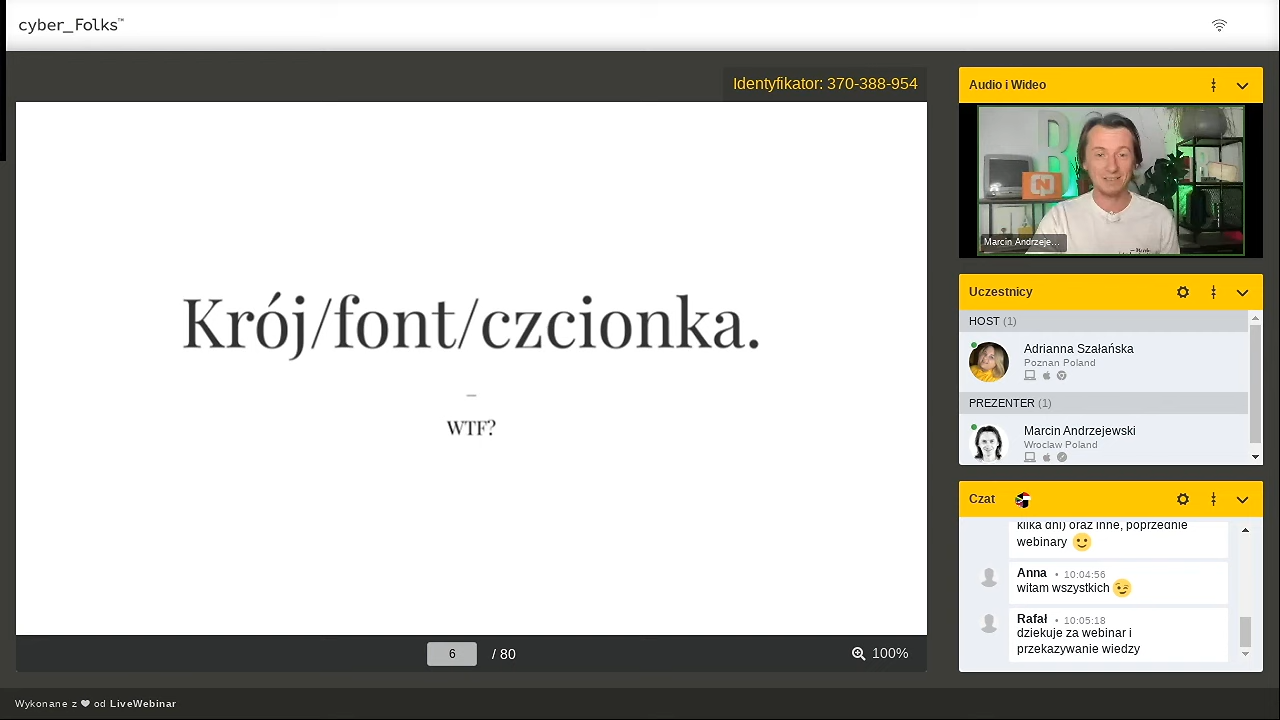 cyber_Folks™
Identyfikator: 370-388-954
Krój/font/czcionka.
–
WTF?
6 / 80
100%
Audio i Wideo
Marcin Andrzeje...
Uczestnicy
HOST (1)
Adrianna Szałańska
Poznan Poland
PREZENTER (1)
Marcin Andrzejewski
Wroclaw Poland
Czat
kilka dni) oraz inne, poprzednie
webinary 🙂
Anna • 10:04:56
witam wszystkich 😉
Rafał • 10:05:18
dziekuje za webinar i
przekazywanie wiedzy
Wykonane z ♥ od LiveWebinar